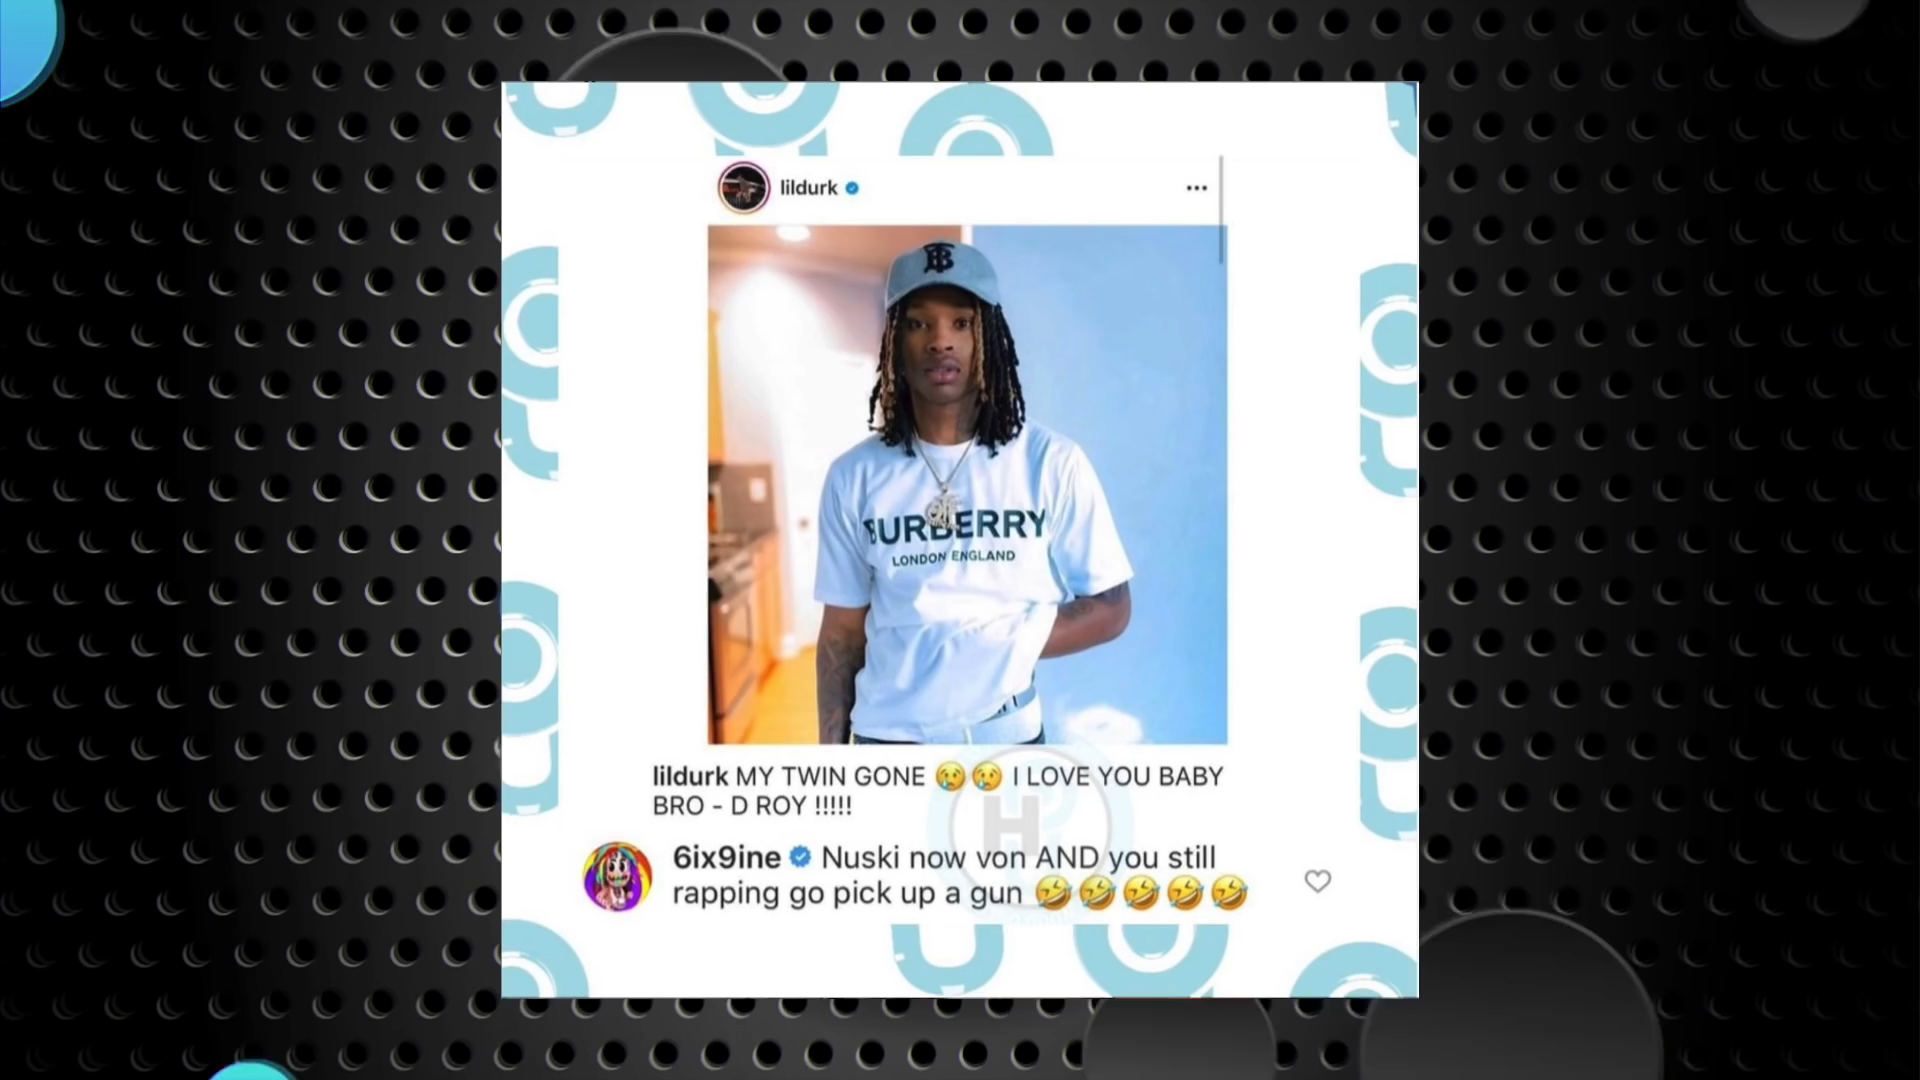 lildurk
TB
BURBERRY
LONDON ENGLAND
lildurk MY TWIN GONE 😢😢 I LOVE YOU BABY
BRO - D ROY !!!!!
6ix9ine Nuski now von AND you still
rapping go pick up a gun 🤣🤣🤣🤣🤣